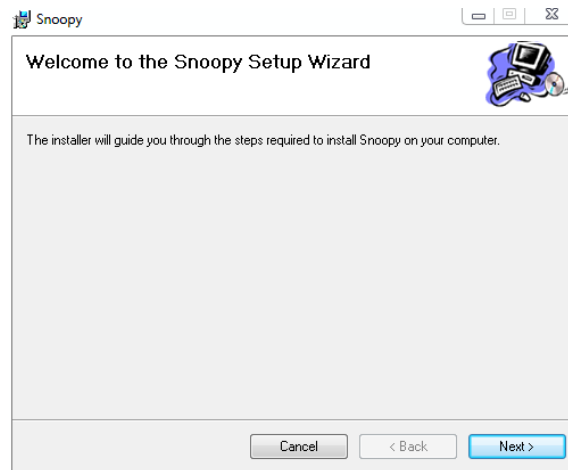 Snoopy
Welcome to the Snoopy Setup Wizard
The installer will guide you through the steps required to install Snoopy on your computer.
Cancel
< Back
Next >